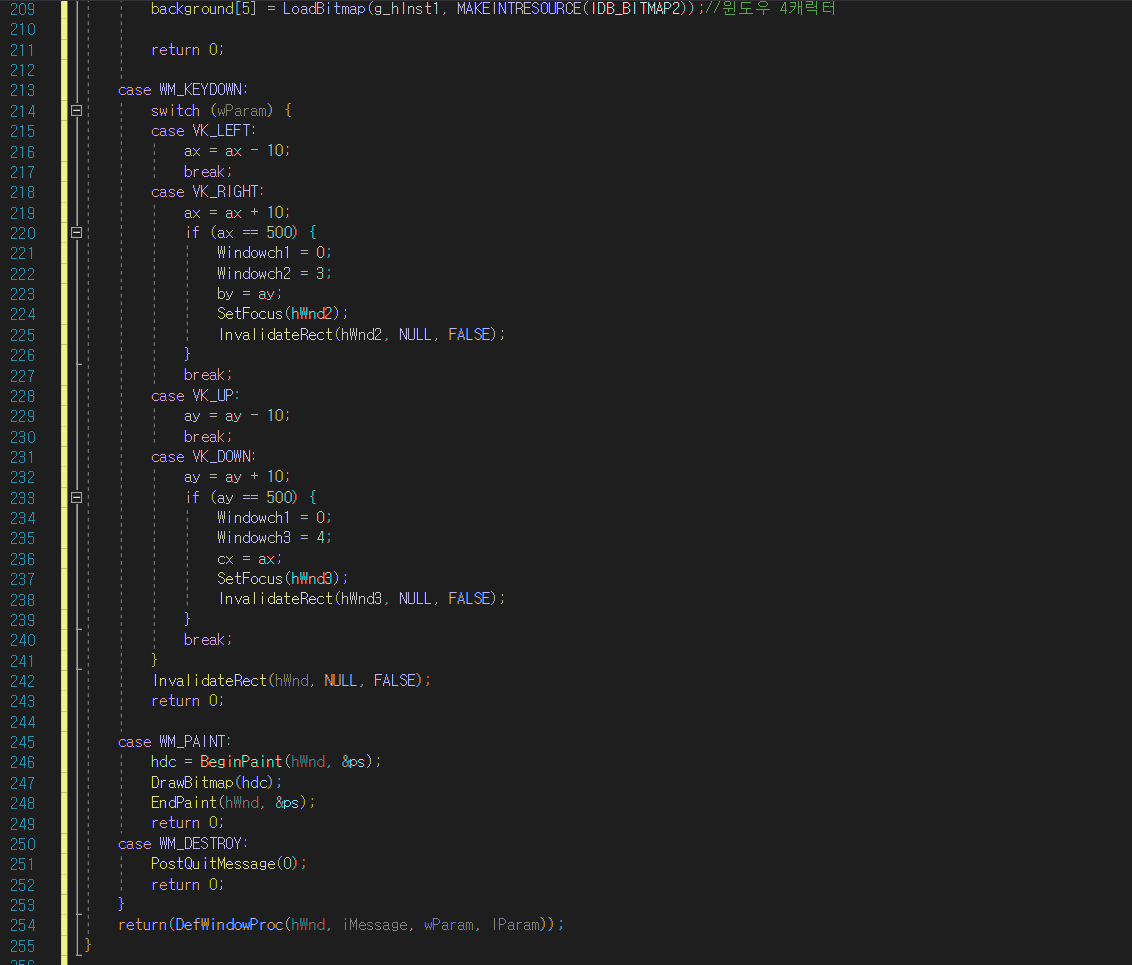 209 background[5] = LoadBitmap(g_hInst1, MAKEINTRESOURCE(IDB_BITMAP2));//윈도우 4캐릭터
210
211 return 0;
212
213 case WM_KEYDOWN:
214 switch (wParam) {
215 case VK_LEFT:
216 ax = ax - 10;
217 break;
218 case VK_RIGHT:
219 ax = ax + 10;
220 if (ax == 500) {
221 Windowch1 = 0;
222 Windowch2 = 3;
223 by = ay;
224 SetFocus(hWnd2);
225 InvalidateRect(hWnd2, NULL, FALSE);
226 }
227 break;
228 case VK_UP:
229 ay = ay - 10;
230 break;
231 case VK_DOWN:
232 ay = ay + 10;
233 if (ay == 500) {
234 Windowch1 = 0;
235 Windowch3 = 4;
236 cx = ax;
237 SetFocus(hWnd3);
238 InvalidateRect(hWnd3, NULL, FALSE);
239 }
240 break;
241 }
242 InvalidateRect(hWnd, NULL, FALSE);
243 return 0;
244
245 case WM_PAINT:
246 hdc = BeginPaint(hWnd, &ps);
247 DrawBitmap(hdc);
248 EndPaint(hWnd, &ps);
249 return 0;
250 case WM_DESTROY:
251 PostQuitMessage(0);
252 return 0;
253 }
254 return(DefWindowProc(hWnd, iMessage, wParam, lParam));
255 }